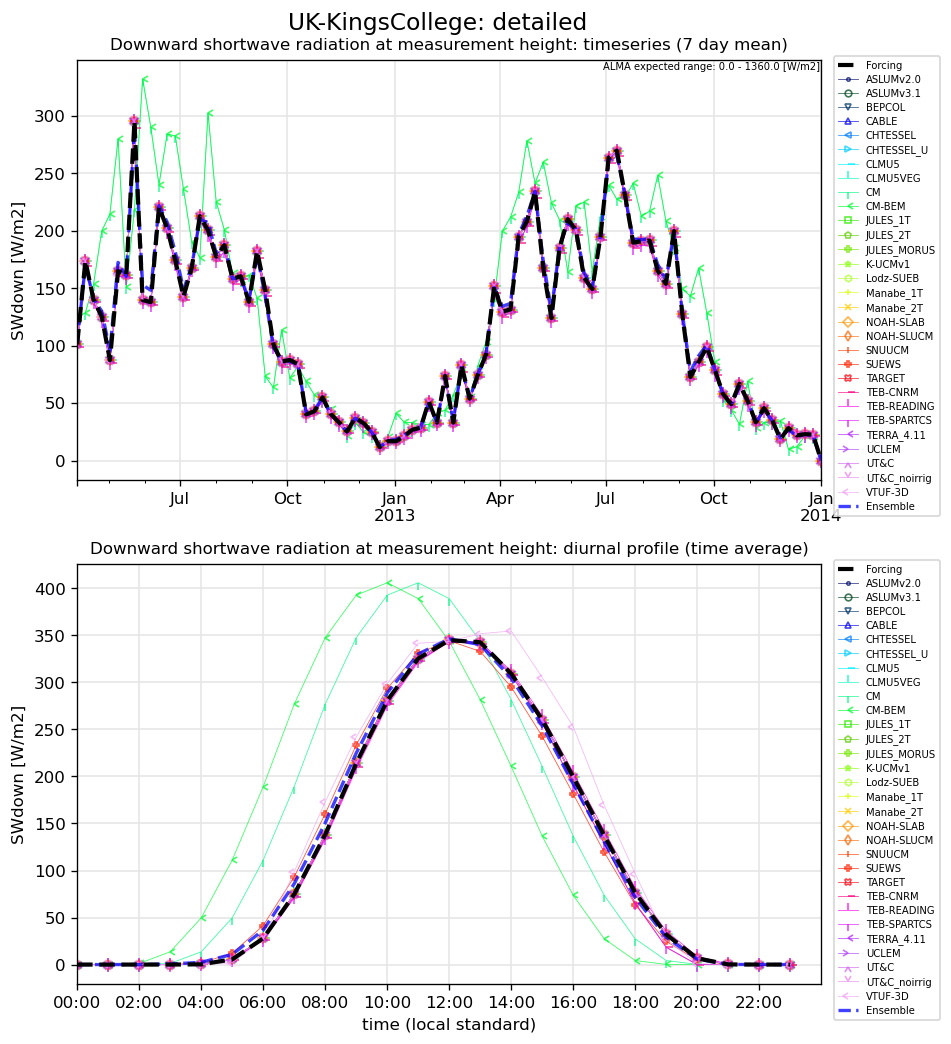 UK-KingsCollege: detailed
Downward shortwave radiation at measurement height: timeseries (7 day mean)
ALMA expected range: 0.0 - 1360.0 [W/m2]
SWdown [W/m2]
300
250
200
150
100
50
0
Jul
Oct
Jan
2013
Apr
Jul
Oct
Jan
2014
Forcing
ASLUMv2.0
ASLUMv3.1
BEPCOL
CABLE
CHTESSEL
CHTESSEL_U
CLMU5
CLMU5VEG
CM
CM-BEM
JULES_1T
JULES_2T
JULES_MORUS
K-UCMv1
Lodz-SUEB
Manabe_1T
Manabe_2T
NOAH-SLAB
NOAH-SLUCM
SNUUCM
SUEWS
TARGET
TEB-CNRM
TEB-READING
TEB-SPARTCS
TERRA_4.11
UCLEM
UT&C
UT&C_noirrig
VTUF-3D
Ensemble
Downward shortwave radiation at measurement height: diurnal profile (time average)
SWdown [W/m2]
400
350
300
250
200
150
100
50
0
00:00 02:00 04:00 06:00 08:00 10:00 12:00 14:00 16:00 18:00 20:00 22:00
time (local standard)
Forcing
ASLUMv2.0
ASLUMv3.1
BEPCOL
CABLE
CHTESSEL
CHTESSEL_U
CLMU5
CLMU5VEG
CM
CM-BEM
JULES_1T
JULES_2T
JULES_MORUS
K-UCMv1
Lodz-SUEB
Manabe_1T
Manabe_2T
NOAH-SLAB
NOAH-SLUCM
SNUUCM
SUEWS
TARGET
TEB-CNRM
TEB-READING
TEB-SPARTCS
TERRA_4.11
UCLEM
UT&C
UT&C_noirrig
VTUF-3D
Ensemble